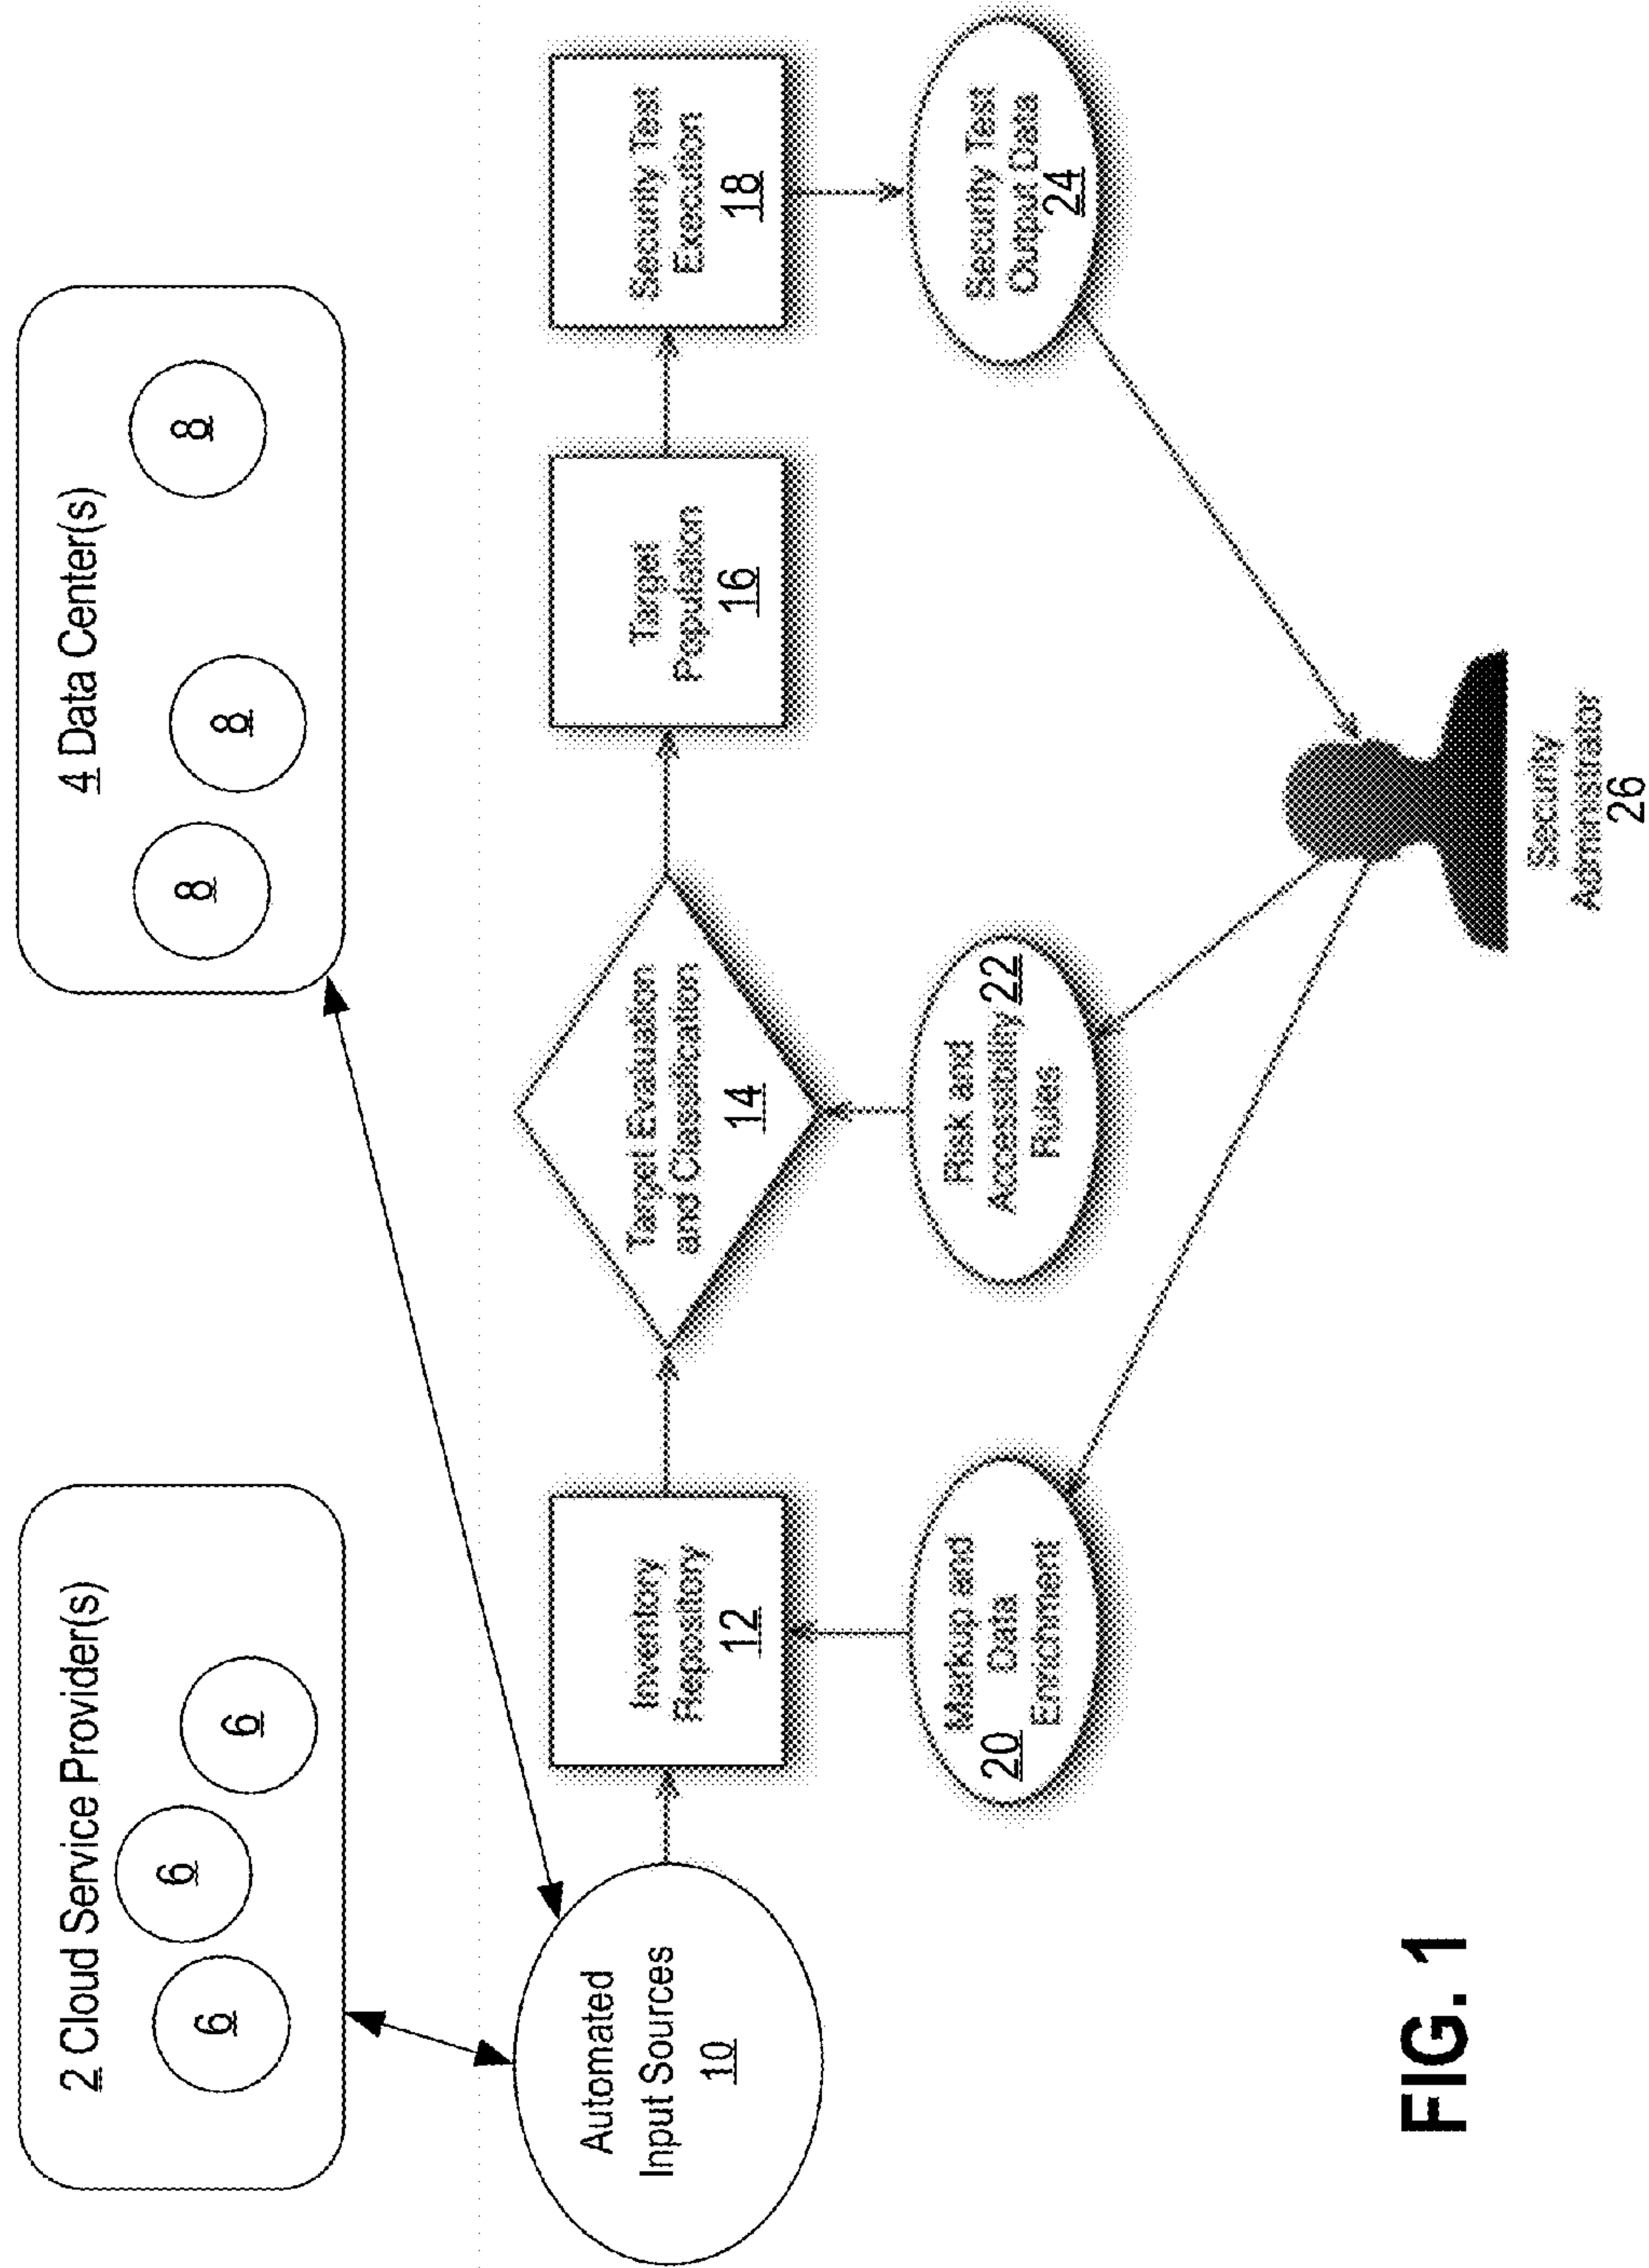 2 Cloud Service Provider(s)
6
6
6
4 Data Center(s)
8
8
8
Automated
Input Sources
10
Inventory
Repository
12
Target Evaluation
and Classification
14
Target
Population
16
Security Test
Execution
18
Markup and
20 Data
Enrichment
Risk and
Accessibility 22
Rules
Security Test
Output Data
24
Security
Administrator
26
FIG. 1